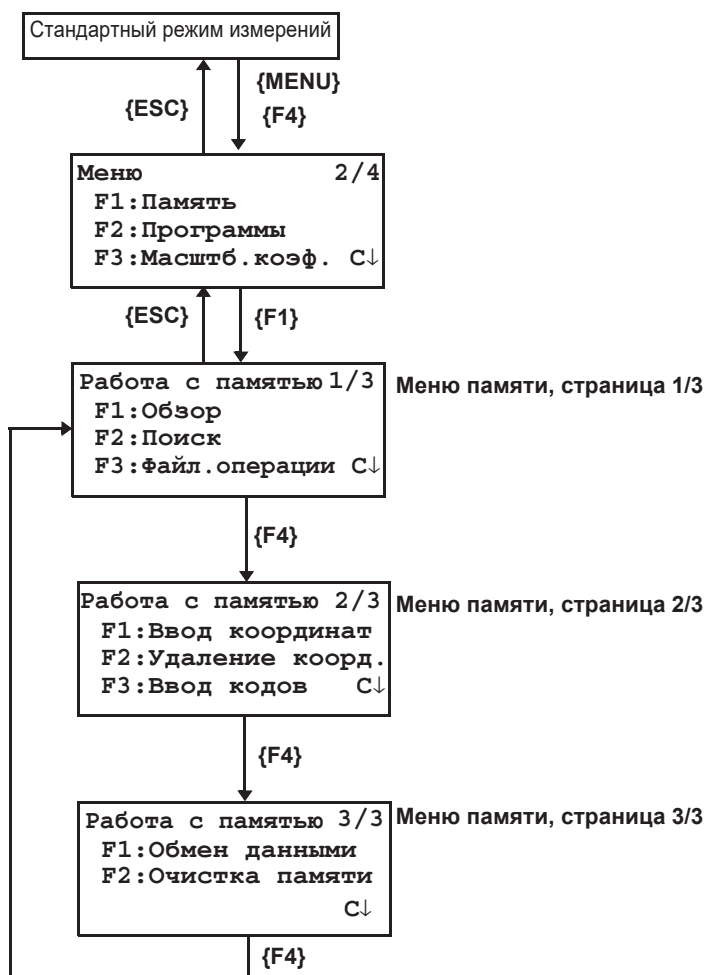 Стандартный режим измерений
{MENU}
{ESC}
{F4}
Меню 2/4
F1:Память
F2:Программы
F3:Масштб.коэф. C↓
{ESC} {F1}
Работа с памятью 1/3 Меню памяти, страница 1/3
F1:Обзор
F2:Поиск
F3:Файл.операции C↓
{F4}
Работа с памятью 2/3 Меню памяти, страница 2/3
F1:Ввод координат
F2:Удаление коорд.
F3:Ввод кодов C↓
{F4}
Работа с памятью 3/3 Меню памяти, страница 3/3
F1:Обмен данными
F2:Очистка памяти
C↓
{F4}